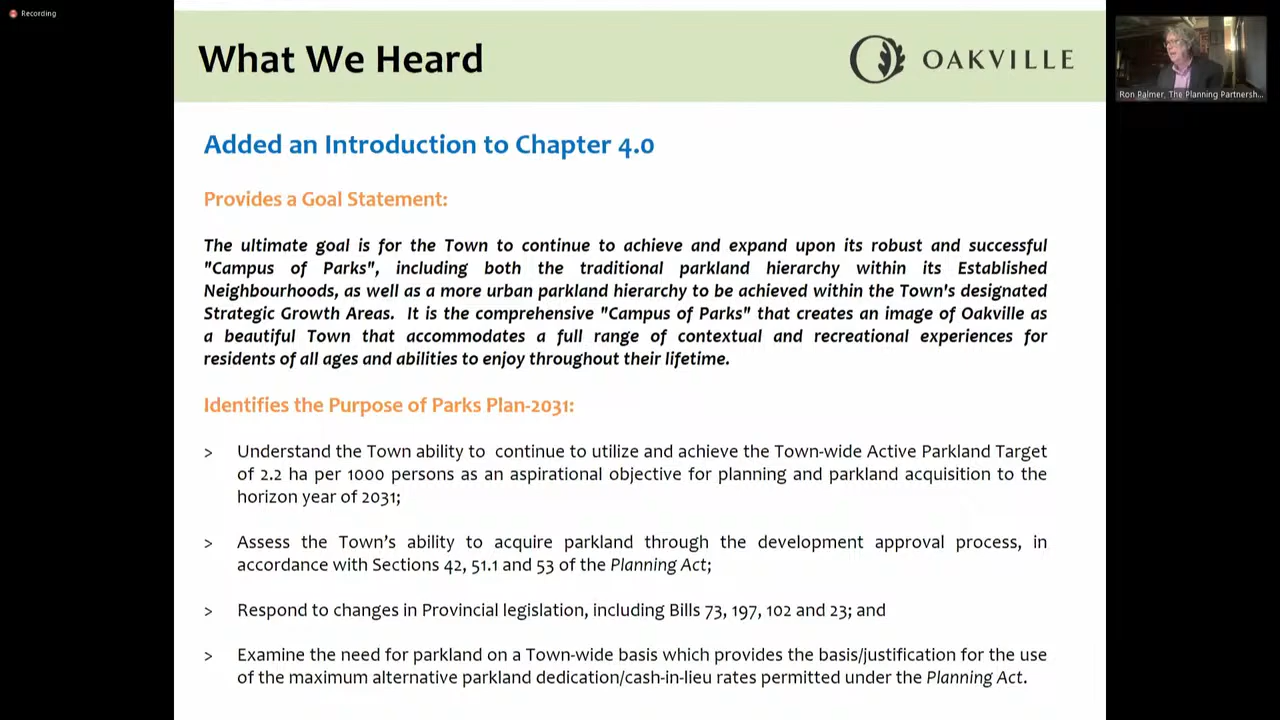 Recording
What We Heard
OAKVILLE
Ron Palmer, The Planning Partnersh...
Added an Introduction to Chapter 4.0
Provides a Goal Statement:
The ultimate goal is for the Town to continue to achieve and expand upon its robust and successful
"Campus of Parks", including both the traditional parkland hierarchy within its Established
Neighbourhoods, as well as a more urban parkland hierarchy to be achieved within the Town's designated
Strategic Growth Areas. It is the comprehensive "Campus of Parks" that creates an image of Oakville as
a beautiful Town that accommodates a full range of contextual and recreational experiences for
residents of all ages and abilities to enjoy throughout their lifetime.
Identifies the Purpose of Parks Plan-2031:
> Understand the Town ability to continue to utilize and achieve the Town-wide Active Parkland Target
of 2.2 ha per 1000 persons as an aspirational objective for planning and parkland acquisition to the
horizon year of 2031;
> Assess the Town’s ability to acquire parkland through the development approval process, in
accordance with Sections 42, 51.1 and 53 of the Planning Act;
> Respond to changes in Provincial legislation, including Bills 73, 197, 102 and 23; and
> Examine the need for parkland on a Town-wide basis which provides the basis/justification for the use
of the maximum alternative parkland dedication/cash-in-lieu rates permitted under the Planning Act.